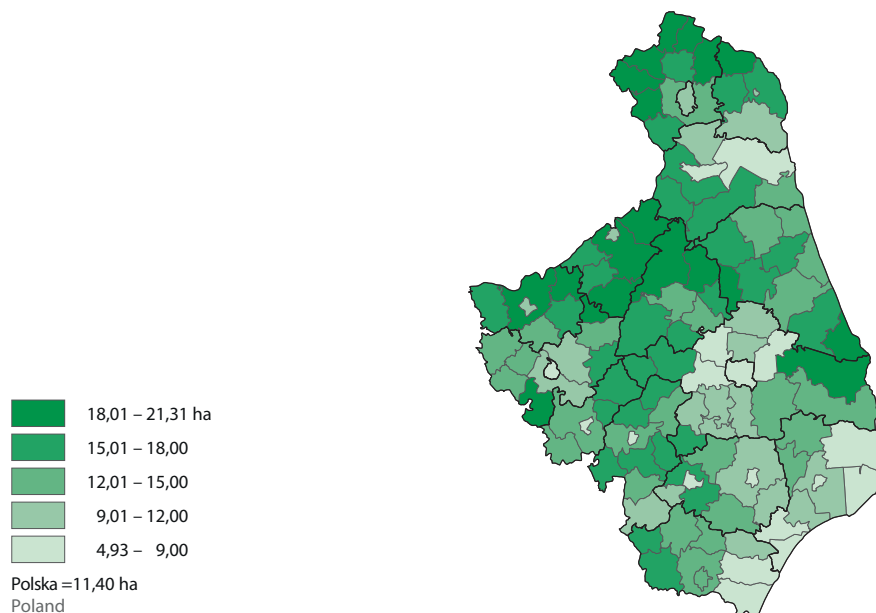 18,01 – 21,31 ha
15,01 – 18,00
12,01 – 15,00
9,01 – 12,00
4,93 – 9,00
Polska =11,40 ha
Poland